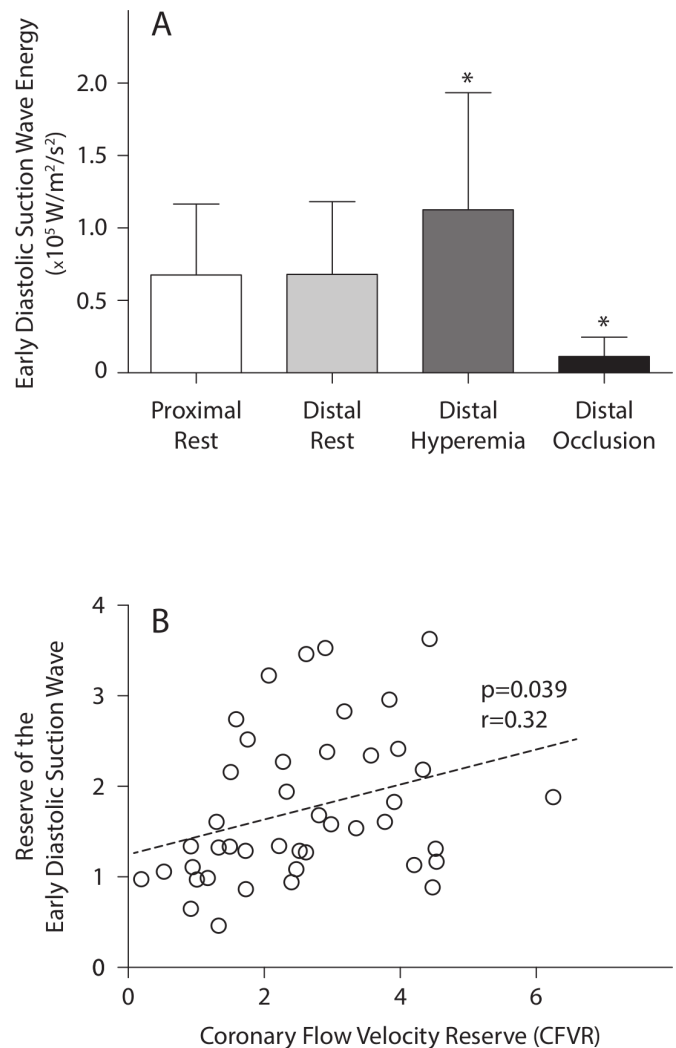 A
Early Diastolic Suction Wave Energy
(x10⁵ W/m²/s²)
2.0
1.5
1.0
0.5
0
*
*
Proximal
Rest
Distal
Rest
Distal
Hyperemia
Distal
Occlusion
B
Reserve of the
Early Diastolic Suction Wave
4
3
2
1
0
p=0.039
r=0.32
0 2 4 6
Coronary Flow Velocity Reserve (CFVR)